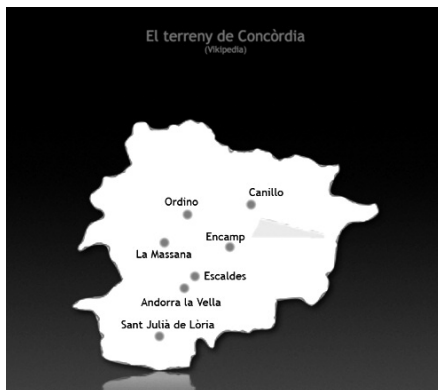 El terreny de Concòrdia
(Vikipedia)
Canillo
Ordino
Encamp
La Massana
Escaldes
Andorra la Vella
Sant Julià de Lòria